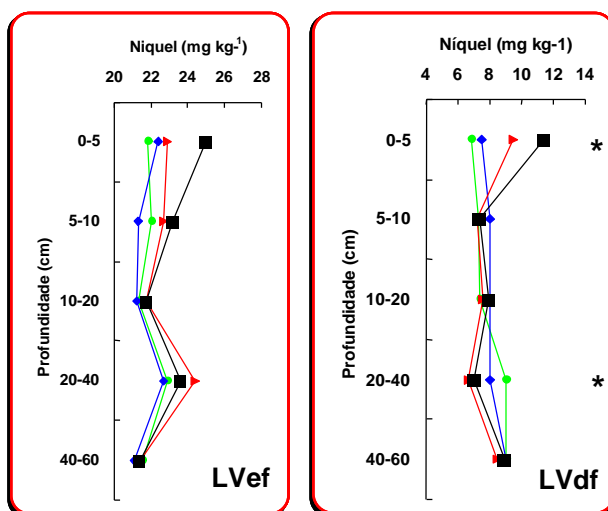 Niquel (mg kg-¹)
20 22 24 26 28
Profundidade (cm)
0-5
5-10
10-20
20-40
40-60
LVef
Níquel (mg kg-1)
4 6 8 10 12 14
Profundidade (cm)
0-5
*
5-10
10-20
20-40
*
40-60
LVdf